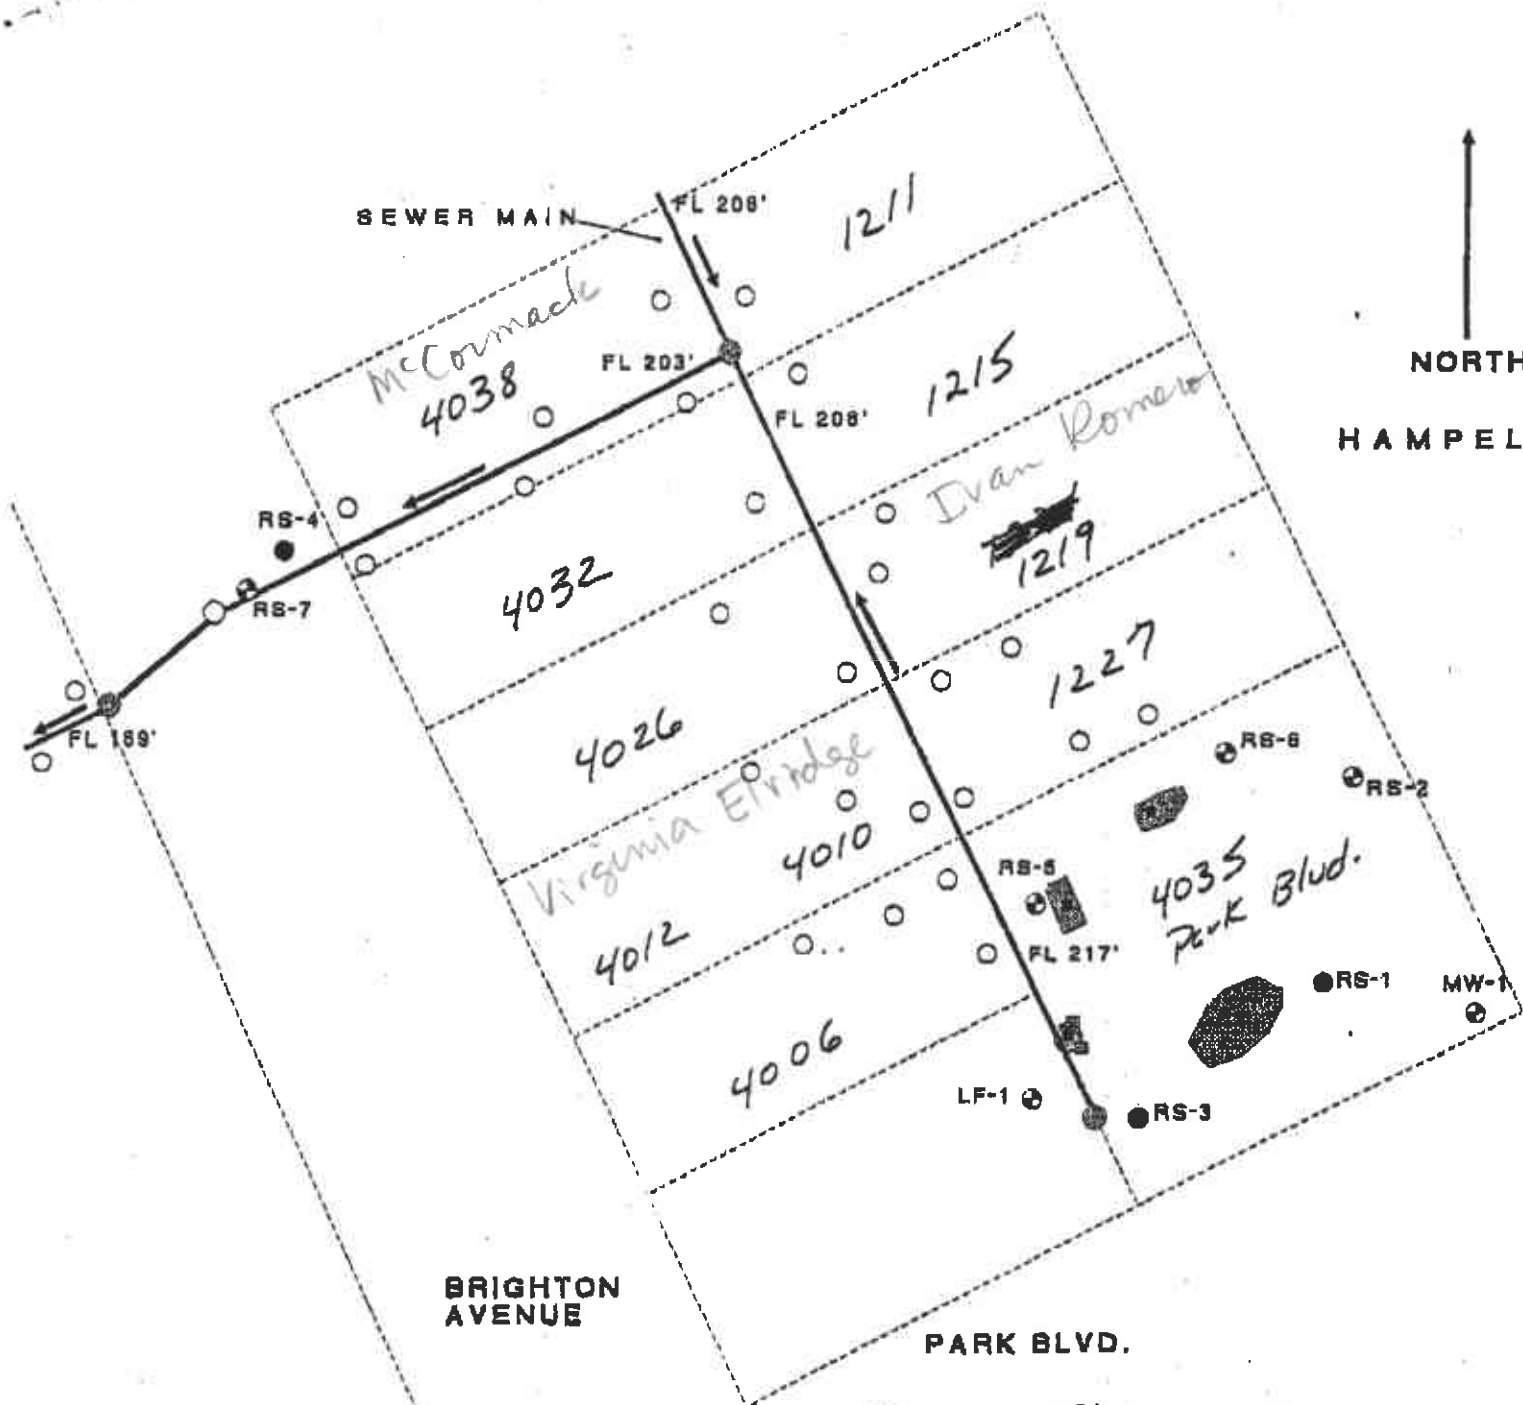 FL 208'
SEWER MAIN
1211
McCormack
4038
FL 203'
1215
NORTH
FL 208'
HAMPEL
Ivan Romero
1219
RS-4
4032
RS-7
1227
4026
RS-6
RS-2
FL 189'
Virginia Elvridge
4010
RS-5
4035
Park Blvd.
4012
FL 217'
RS-1
MW-1
4006
LF-1
RS-3
BRIGHTON
AVENUE
PARK BLVD.